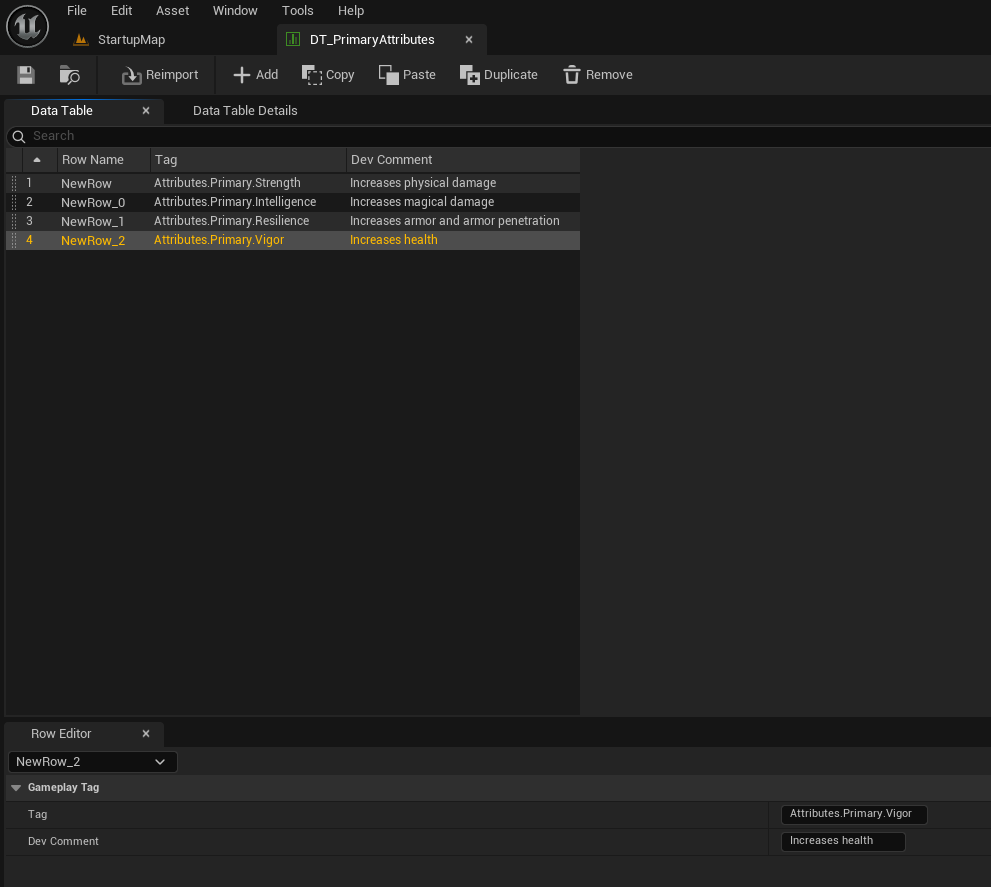 File Edit Asset Window Tools Help
StartupMap DT_PrimaryAttributes ×
Reimport Add Copy Paste Duplicate Remove
Data Table × Data Table Details
Search
Row Name Tag Dev Comment
1 NewRow Attributes.Primary.Strength Increases physical damage
2 NewRow_0 Attributes.Primary.Intelligence Increases magical damage
3 NewRow_1 Attributes.Primary.Resilience Increases armor and armor penetration
4 NewRow_2 Attributes.Primary.Vigor Increases health
Row Editor ×
NewRow_2
Gameplay Tag
Tag Attributes.Primary.Vigor
Dev Comment Increases health